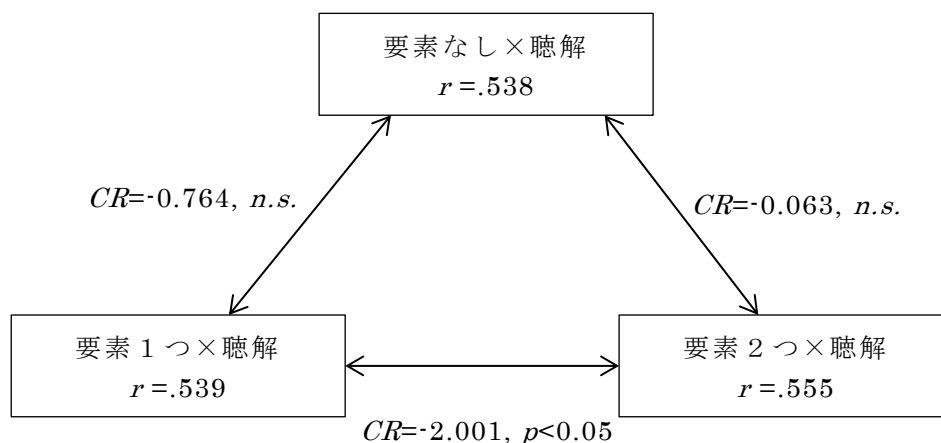 要素なし×聴解
r=.538
CR=-0.764, n.s.
CR=-0.063, n.s.
要素１つ×聴解
r=.539
要素２つ×聴解
r=.555
CR=-2.001, p<0.05